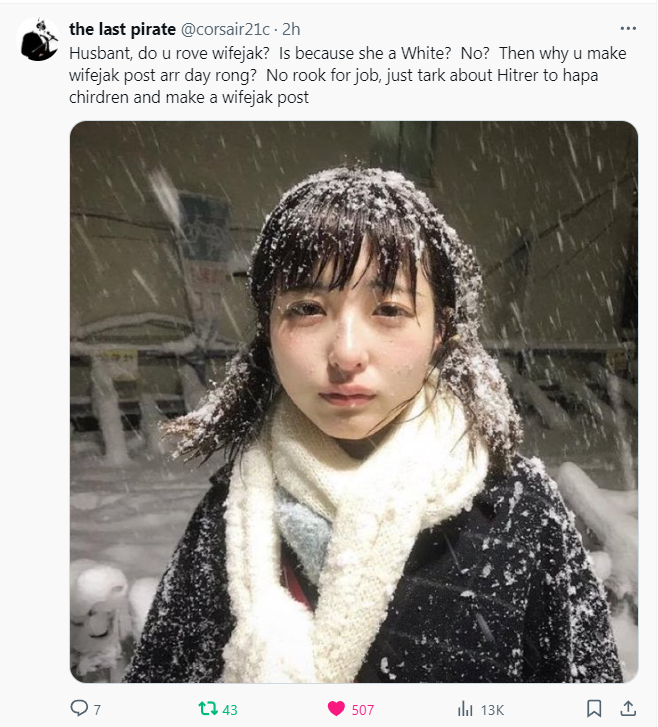 the last pirate @corsair21c · 2h
Husbant, do u rove wifejak? Is because she a White? No? Then why u make
wifejak post arr day rong? No rook for job, just tark about Hitrer to hapa
chirdren and make a wifejak post
7 43 507 13K